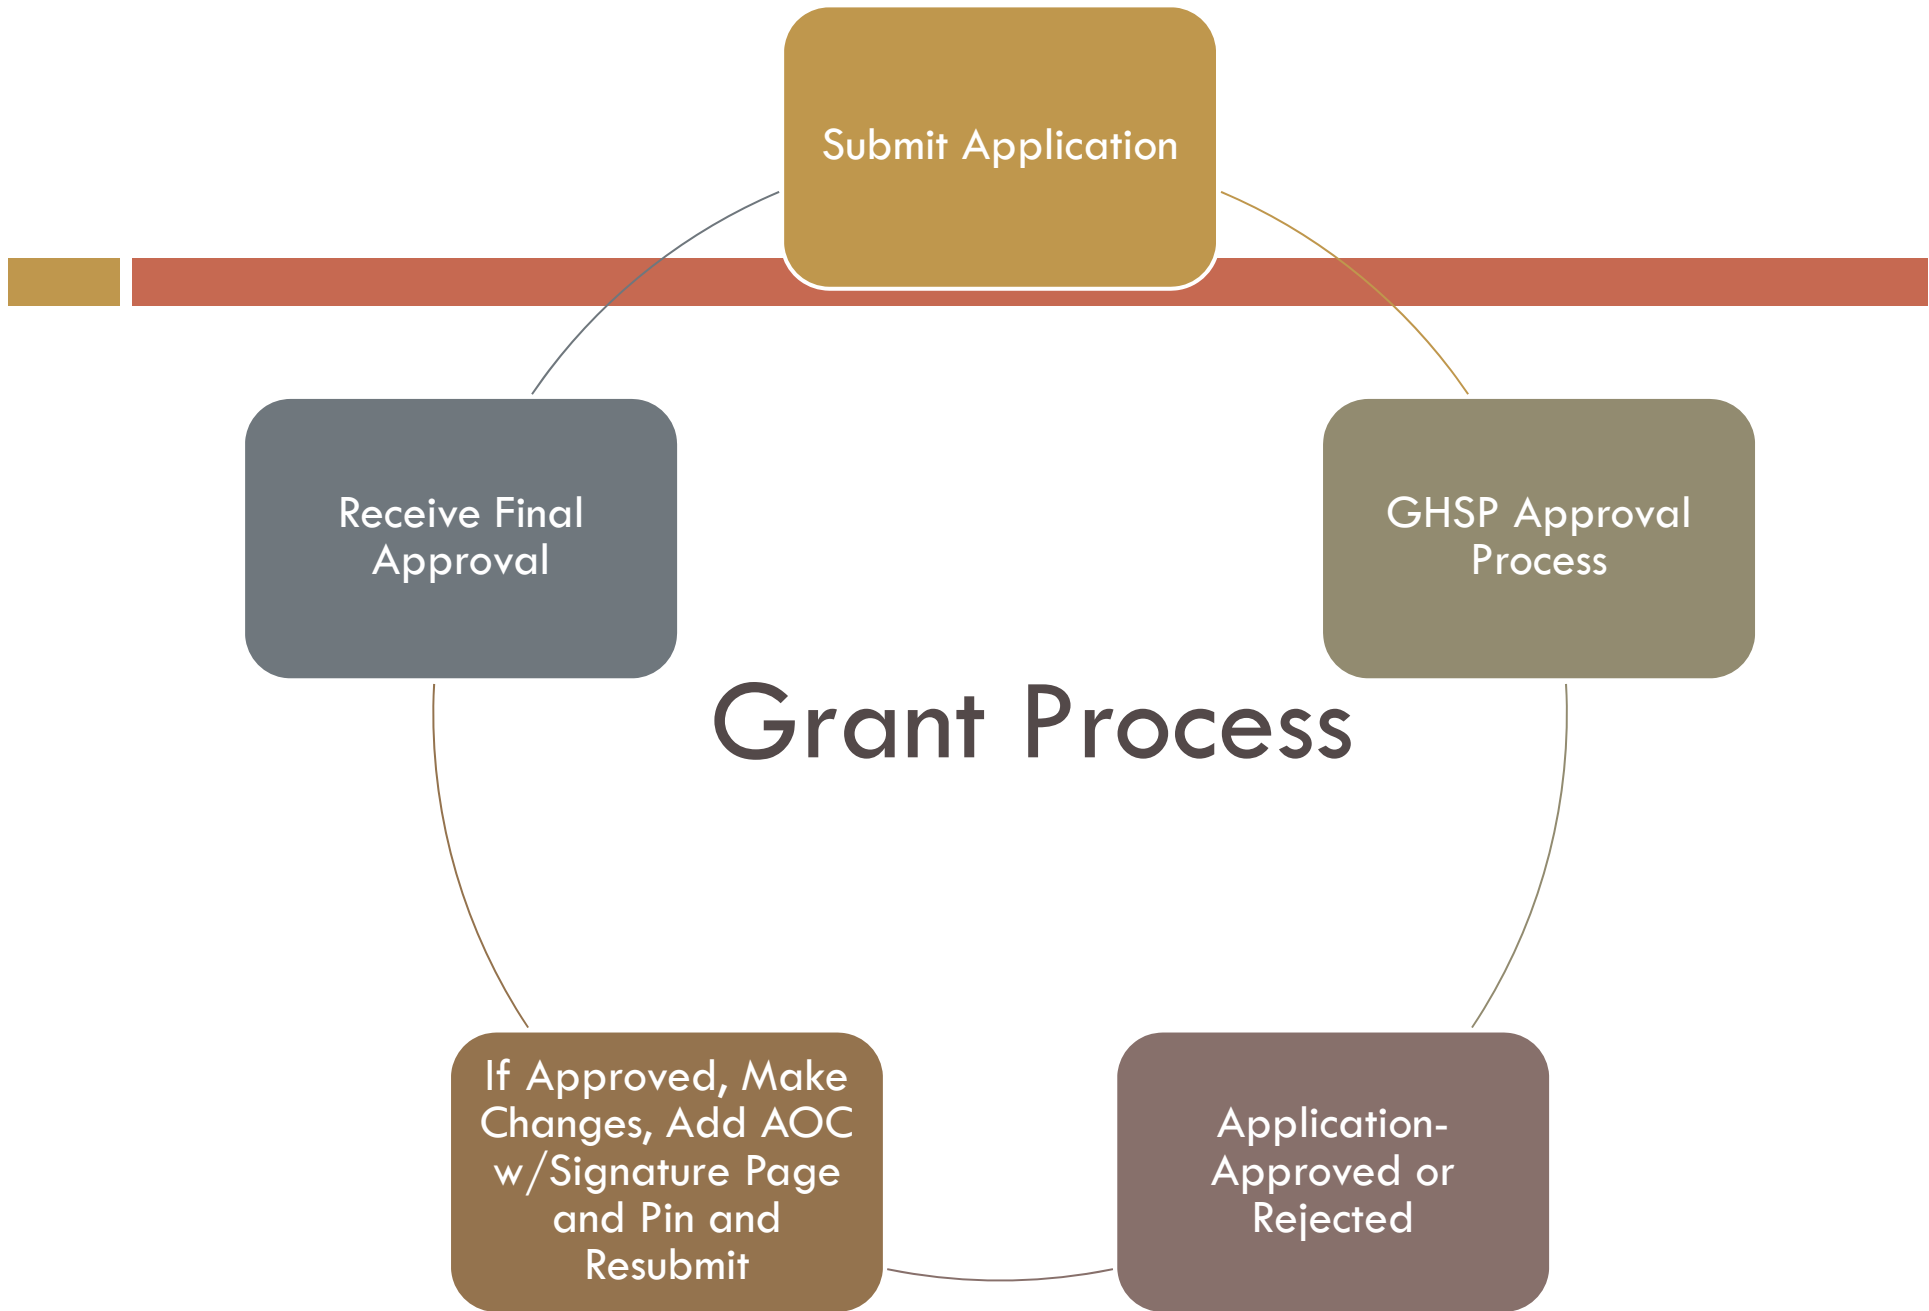 Submit Application
GHSP Approval
Process
Application-
Approved or
Rejected
If Approved, Make
Changes, Add AOC
w/Signature Page
and Pin and
Resubmit
Receive Final
Approval
Grant Process